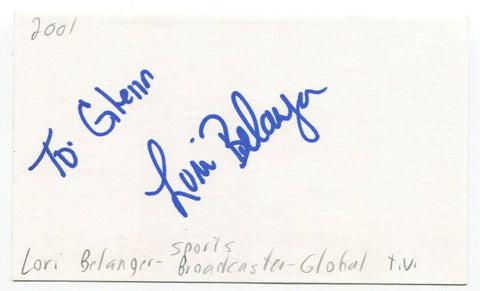 2001
To: Glenn
Lori Belanger
sports
Lori Belanger- Broadcaster-Global T.V.